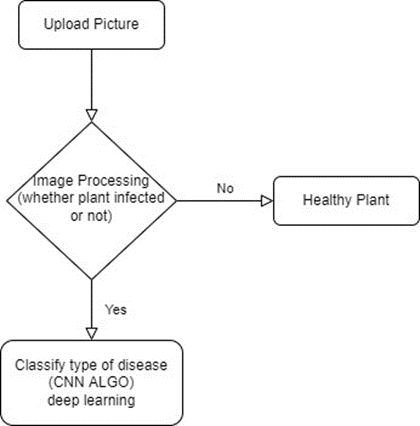 Upload Picture
Image Processing
(whether plant infected
or not)
No
Healthy Plant
Yes
Classify type of disease
(CNN ALGO)
deep learning